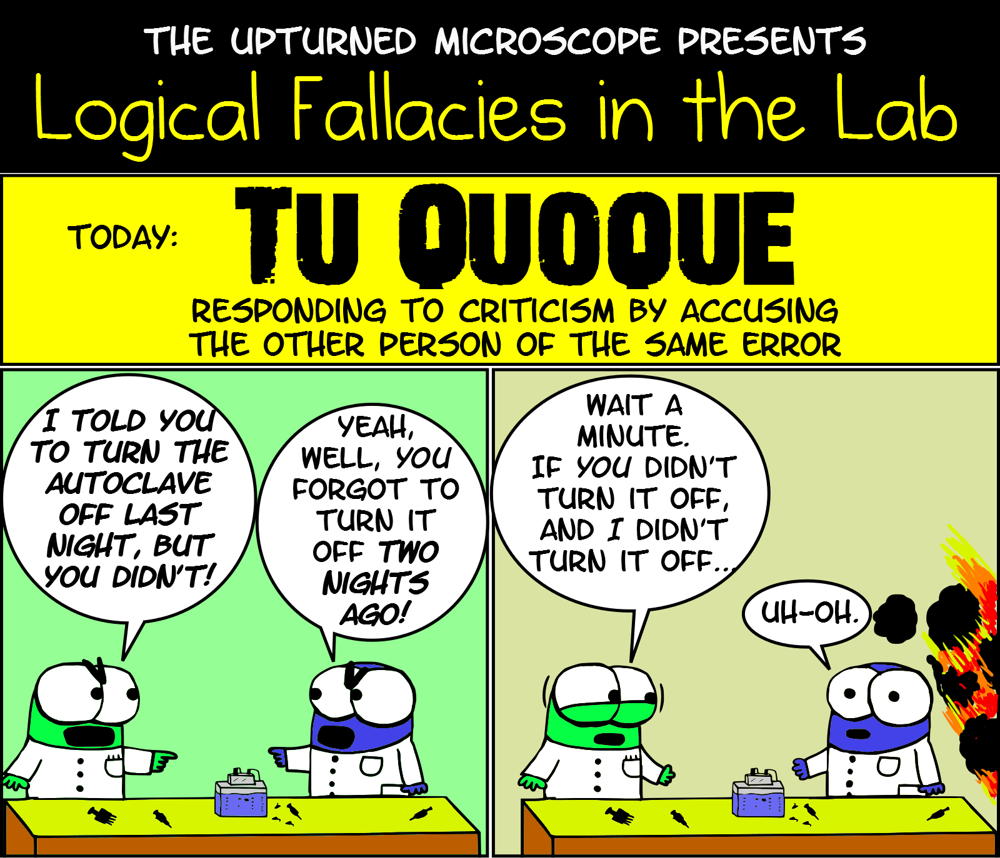 THE UPTURNED MICROSCOPE PRESENTS
Logical Fallacies in the Lab
TODAY:
TU QUOQUE
RESPONDING TO CRITICISM BY ACCUSING
THE OTHER PERSON OF THE SAME ERROR
I TOLD YOU
TO TURN THE
AUTOCLAVE
OFF LAST
NIGHT, BUT
YOU DIDN'T!
YEAH,
WELL, YOU
FORGOT TO
TURN IT
OFF TWO
NIGHTS
AGO!
WAIT A
MINUTE.
IF YOU DIDN'T
TURN IT OFF,
AND I DIDN'T
TURN IT OFF...
UH-OH.